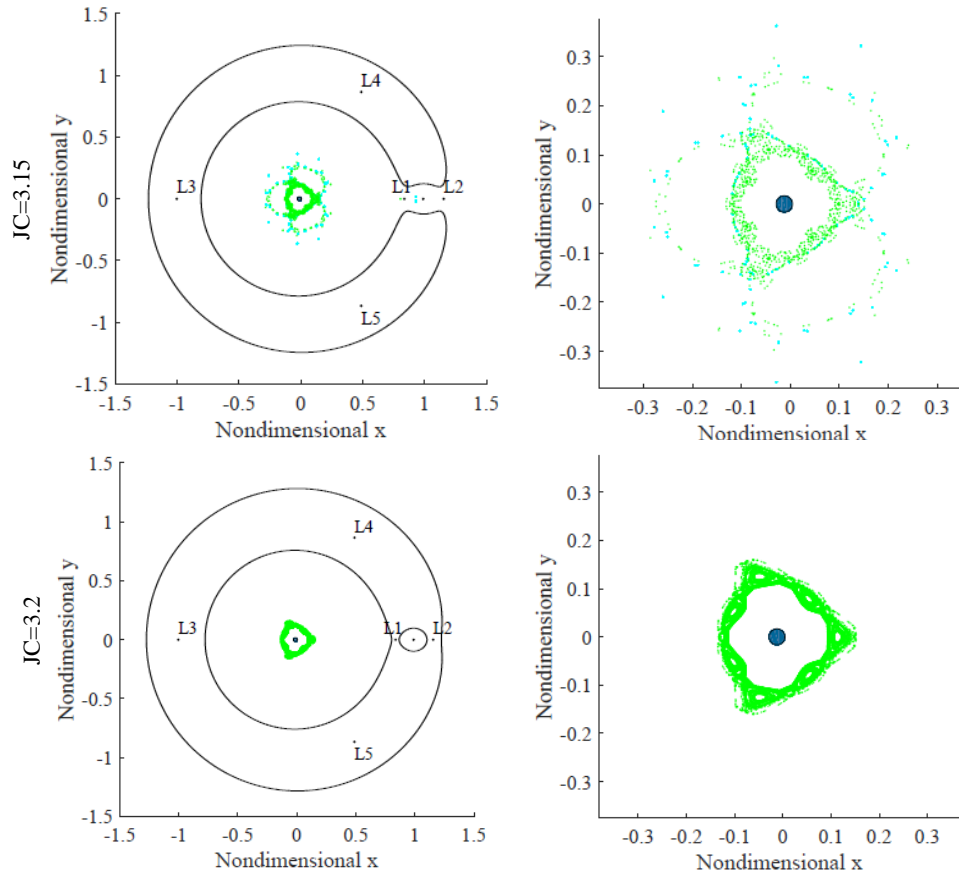 JC=3.15
Nondimensional y
1.5
1
0.5
0
-0.5
-1
-1.5
L4
L3
L1
L2
L5
-1.5 -1 -0.5 0 0.5 1 1.5
Nondimensional x
Nondimensional y
0.3
0.2
0.1
0
-0.1
-0.2
-0.3
-0.3 -0.2 -0.1 0 0.1 0.2 0.3
Nondimensional x
JC=3.2
Nondimensional y
1.5
1
0.5
0
-0.5
-1
-1.5
L4
L3
L1
L2
L5
-1.5 -1 -0.5 0 0.5 1 1.5
Nondimensional x
Nondimensional y
0.3
0.2
0.1
0
-0.1
-0.2
-0.3
-0.3 -0.2 -0.1 0 0.1 0.2 0.3
Nondimensional x